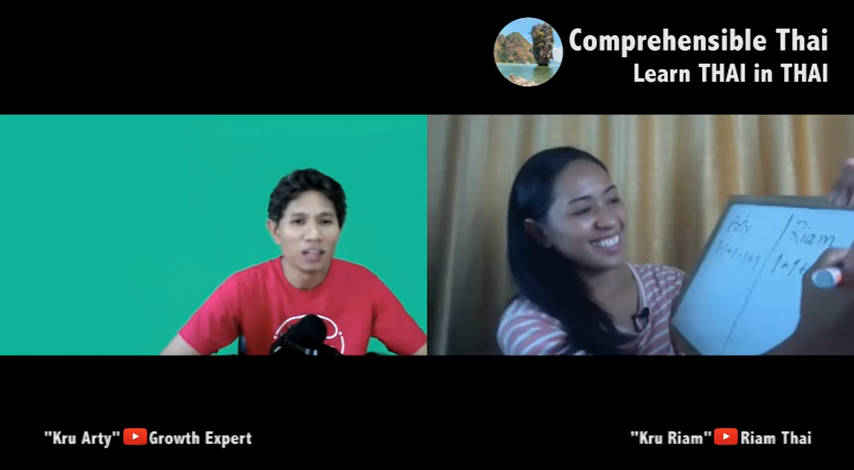 Comprehensible Thai
Learn THAI in THAI
Arty
Riam
"Kru Arty" Growth Expert
"Kru Riam" Riam Thai